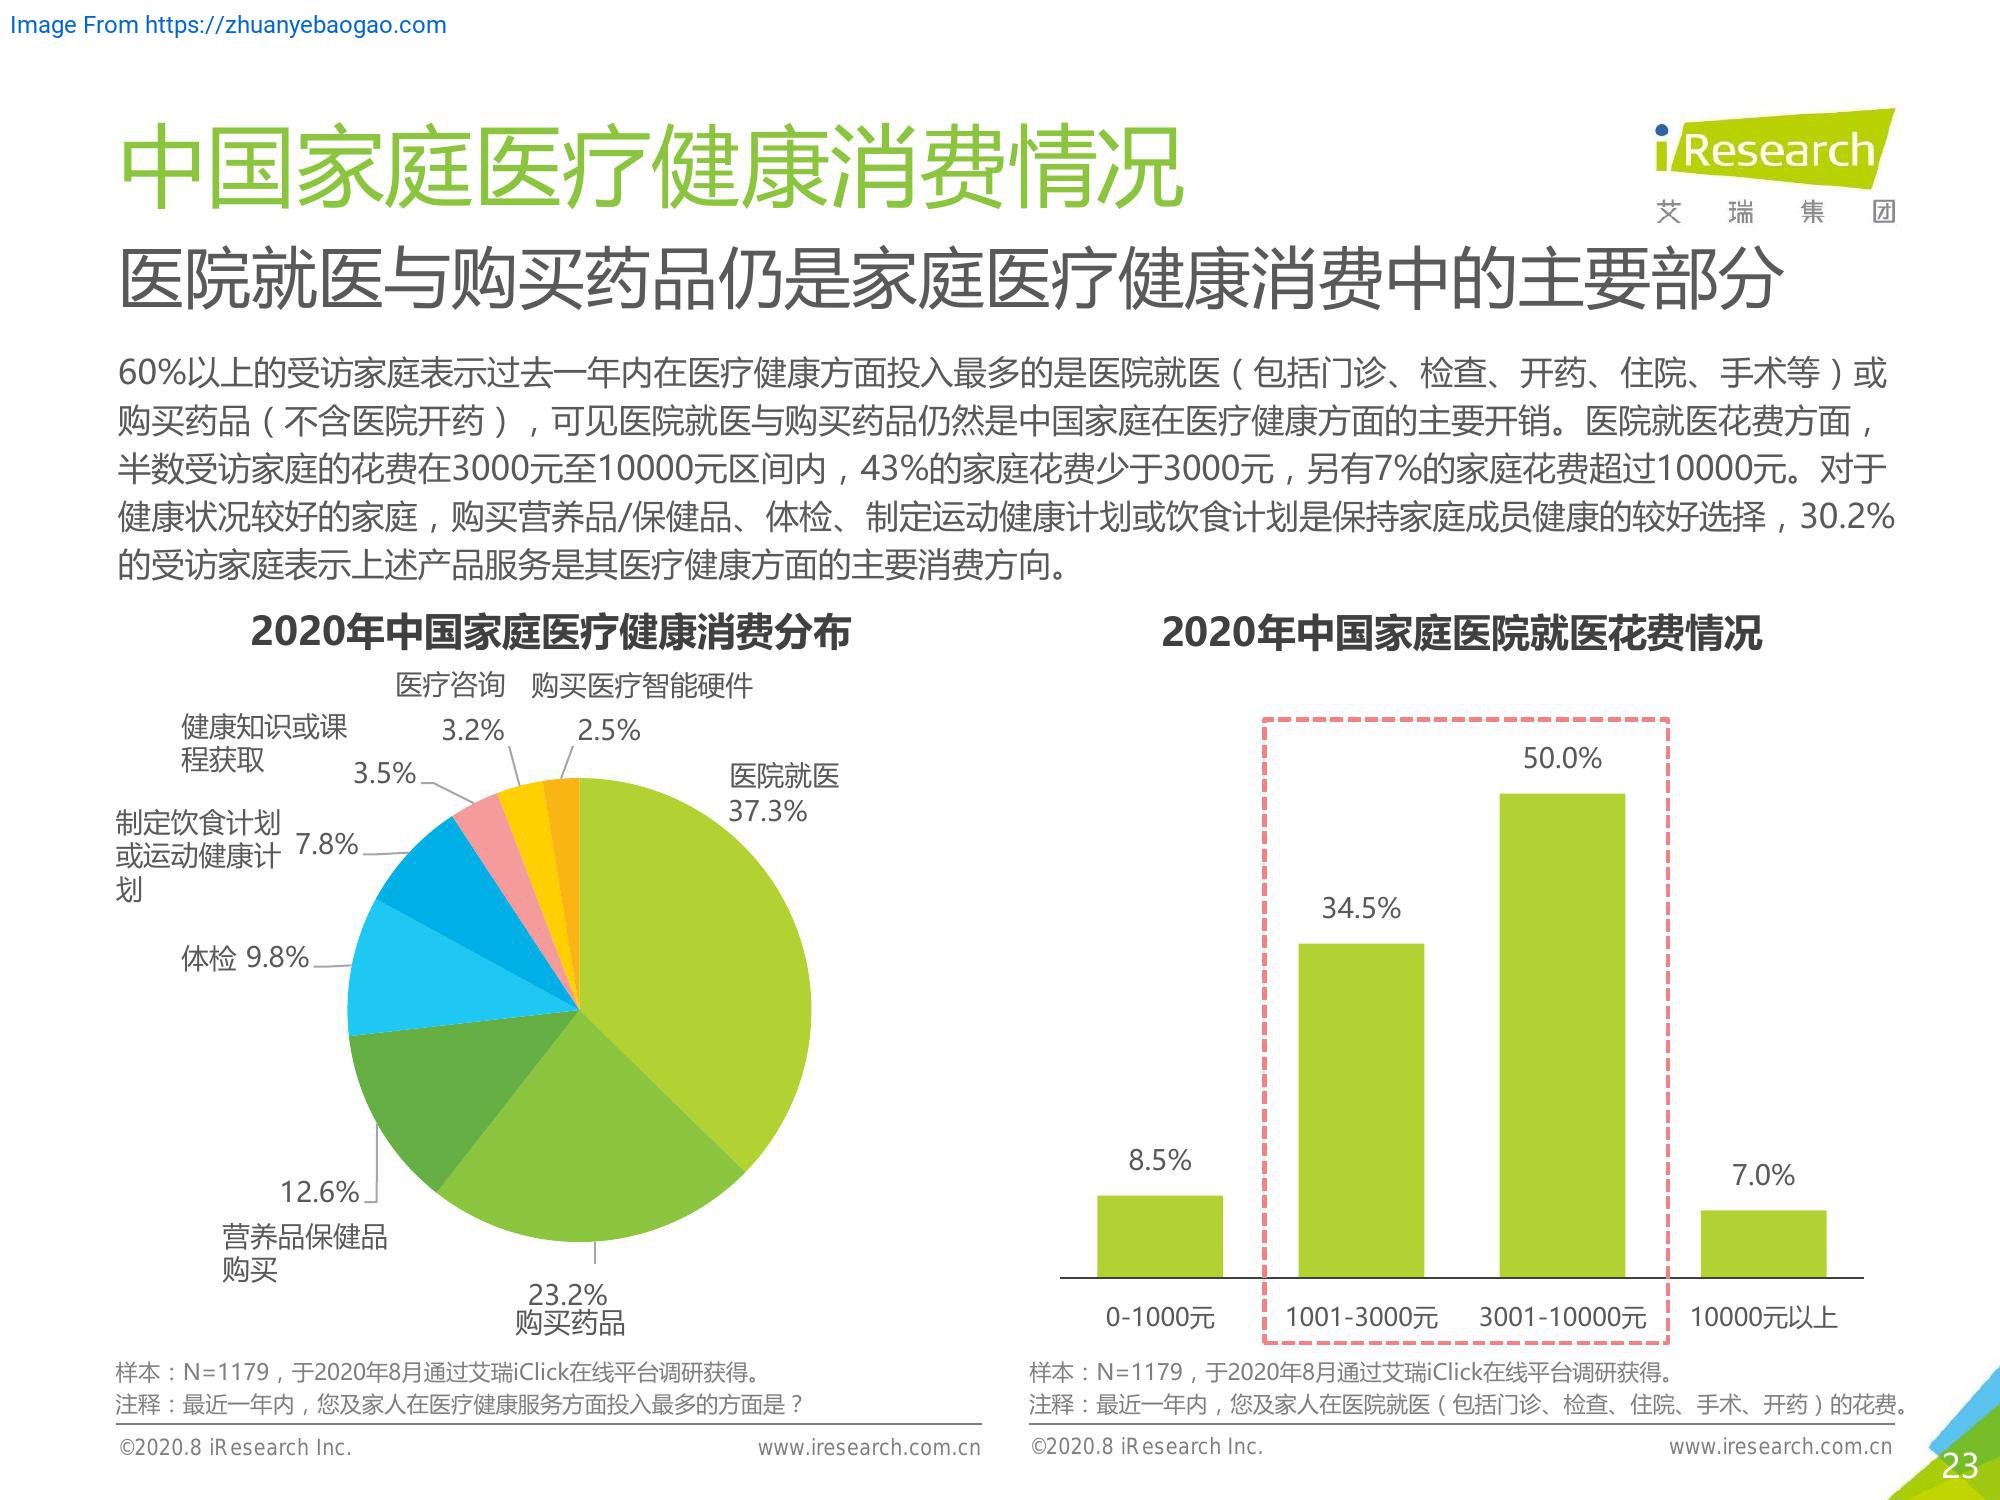 Image From https://zhuanyebaogao.com
中国家庭医疗健康消费情况
iResearch
艾瑞集团
医院就医与购买药品仍是家庭医疗健康消费中的主要部分
60%以上的受访家庭表示过去一年内在医疗健康方面投入最多的是医院就医（包括门诊、检查、开药、住院、手术等）或
购买药品（不含医院开药），可见医院就医与购买药品仍然是中国家庭在医疗健康方面的主要开销。医院就医花费方面，
半数受访家庭的花费在3000元至10000元区间内，43%的家庭花费少于3000元，另有7%的家庭花费超过10000元。对于
健康状况较好的家庭，购买营养品/保健品、体检、制定运动健康计划或饮食计划是保持家庭成员健康的较好选择，30.2%
的受访家庭表示上述产品服务是其医疗健康方面的主要消费方向。
2020年中国家庭医疗健康消费分布
医疗咨询
3.2%
购买医疗智能硬件
2.5%
健康知识或课
程获取
3.5%
医院就医
37.3%
制定饮食计划
或运动健康计
划
7.8%
体检 9.8%
12.6%
营养品保健品
购买
23.2%
购买药品
样本：N=1179，于2020年8月通过艾瑞iClick在线平台调研获得。
注释：最近一年内，您及家人在医疗健康服务方面投入最多的方面是？
©2020.8 iResearch Inc.
www.iresearch.com.cn
2020年中国家庭医院就医花费情况
8.5%
34.5%
50.0%
7.0%
0-1000元
1001-3000元
3001-10000元
10000元以上
样本：N=1179，于2020年8月通过艾瑞iClick在线平台调研获得。
注释：最近一年内，您及家人在医院就医（包括门诊、检查、住院、手术、开药）的花费。
©2020.8 iResearch Inc.
www.iresearch.com.cn
23